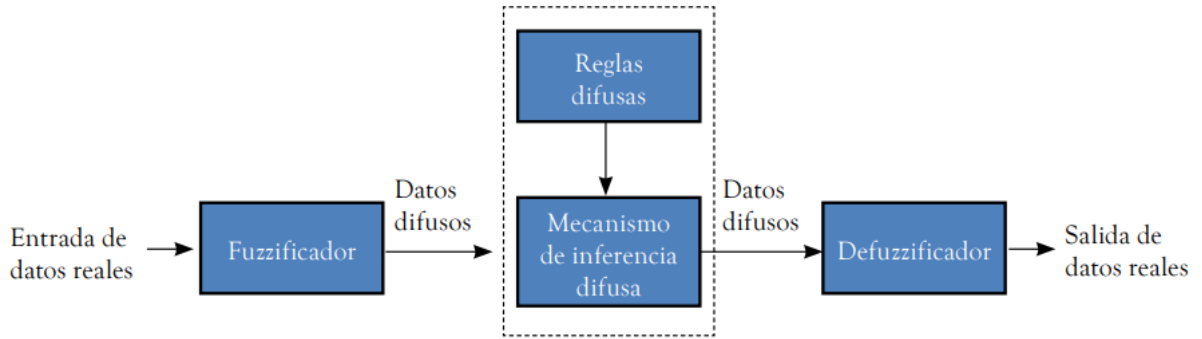 Entrada de
datos reales
Fuzzificador
Datos
difusos
Reglas
difusas
Mecanismo
de inferencia
difusa
Datos
difusos
Defuzzificador
Salida de
datos reales